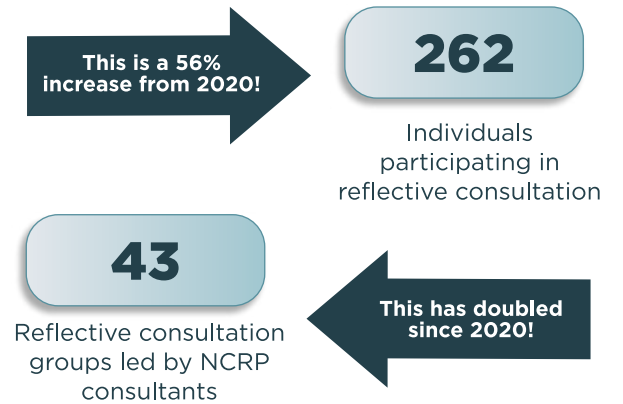 This is a 56%
increase from 2020!
262
Individuals
participating in
reflective consultation
43
Reflective consultation
groups led by NCRP
consultants
This has doubled
since 2020!